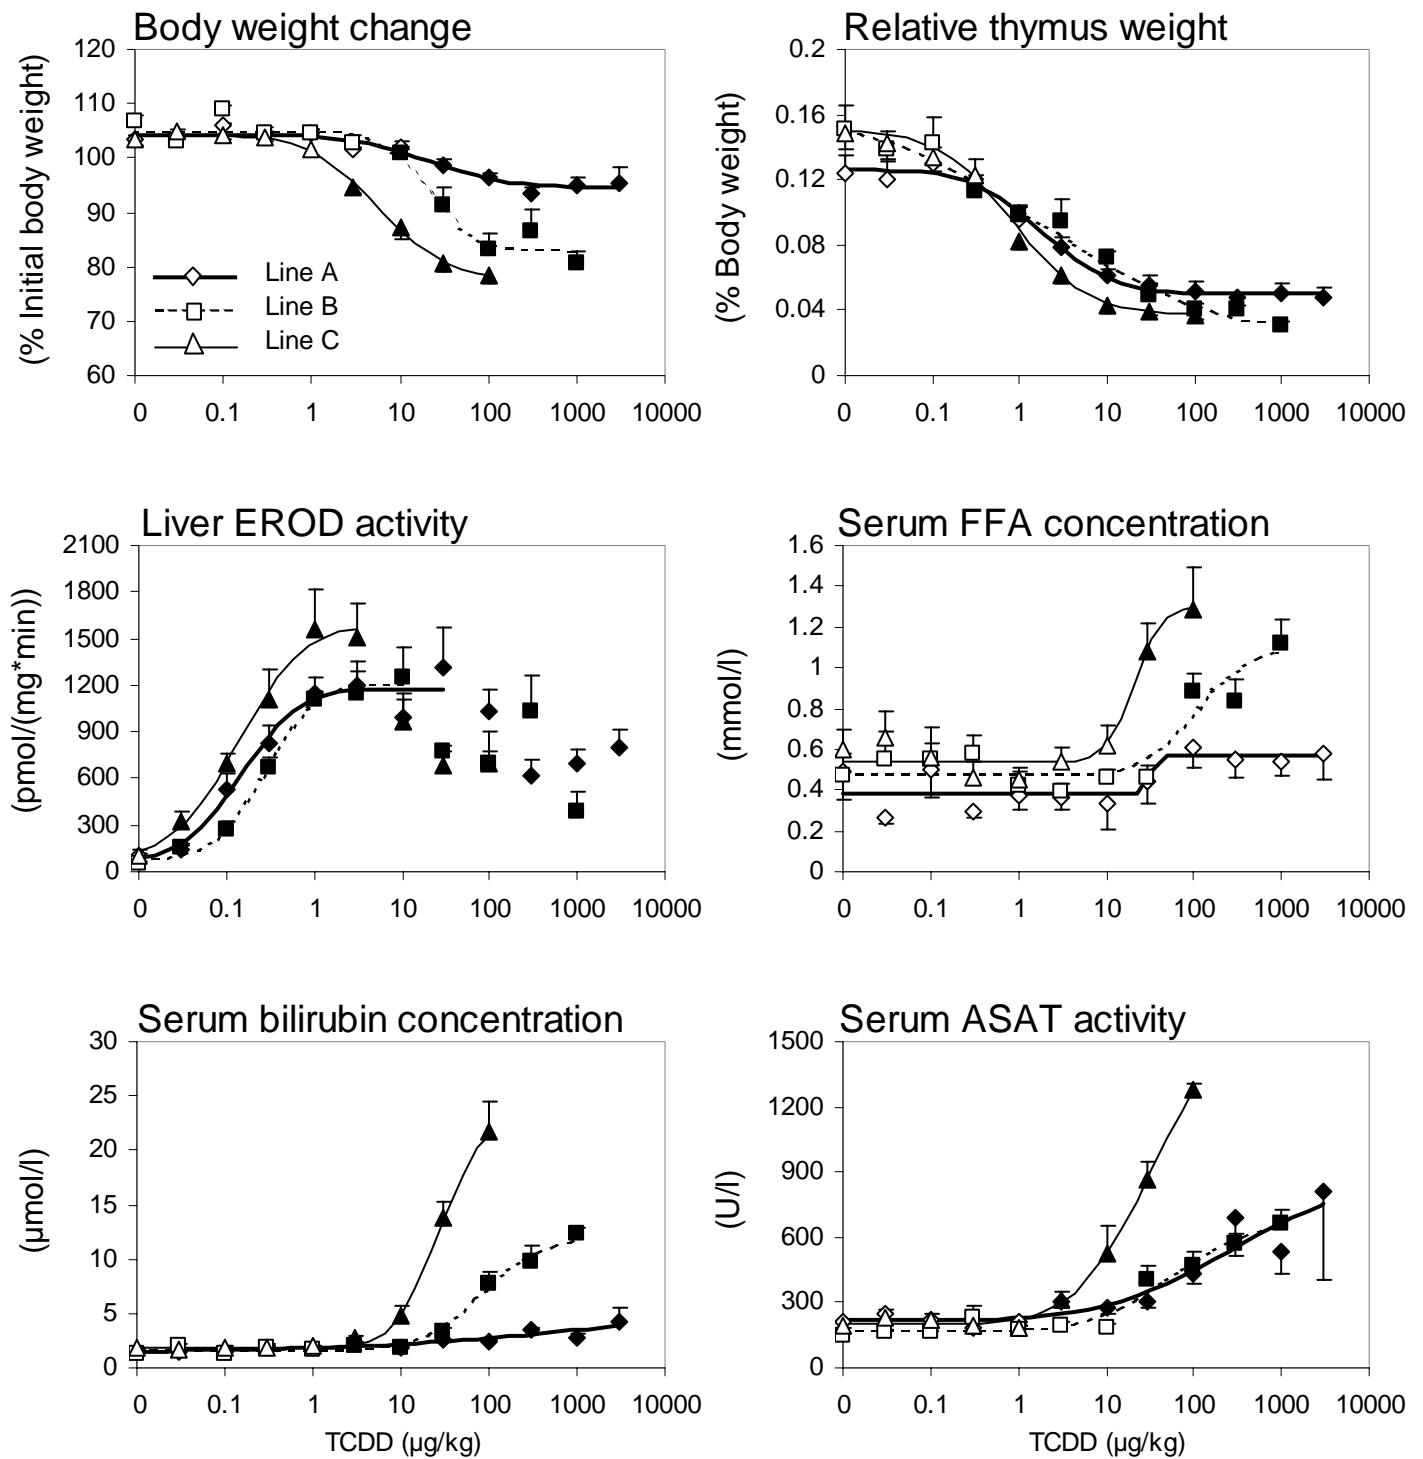 Body weight change
120
110
100
90
80
70
60
(% Initial body weight)
Line A
Line B
Line C
0 0.1 1 10 100 1000 10000
Relative thymus weight
0.2
0.16
0.12
0.08
0.04
0
(% Body weight)
0 0.1 1 10 100 1000 10000
Liver EROD activity
2100
1800
1500
1200
900
600
300
0
(pmol/(mg*min))
0 0.1 1 10 100 1000 10000
Serum FFA concentration
1.6
1.4
1.2
1
0.8
0.6
0.4
0.2
0
(mmol/l)
0 0.1 1 10 100 1000 10000
Serum bilirubin concentration
30
25
20
15
10
5
0
(µmol/l)
0 0.1 1 10 100 1000 10000
TCDD (µg/kg)
Serum ASAT activity
1500
1200
900
600
300
0
(U/l)
0 0.1 1 10 100 1000 10000
TCDD (µg/kg)